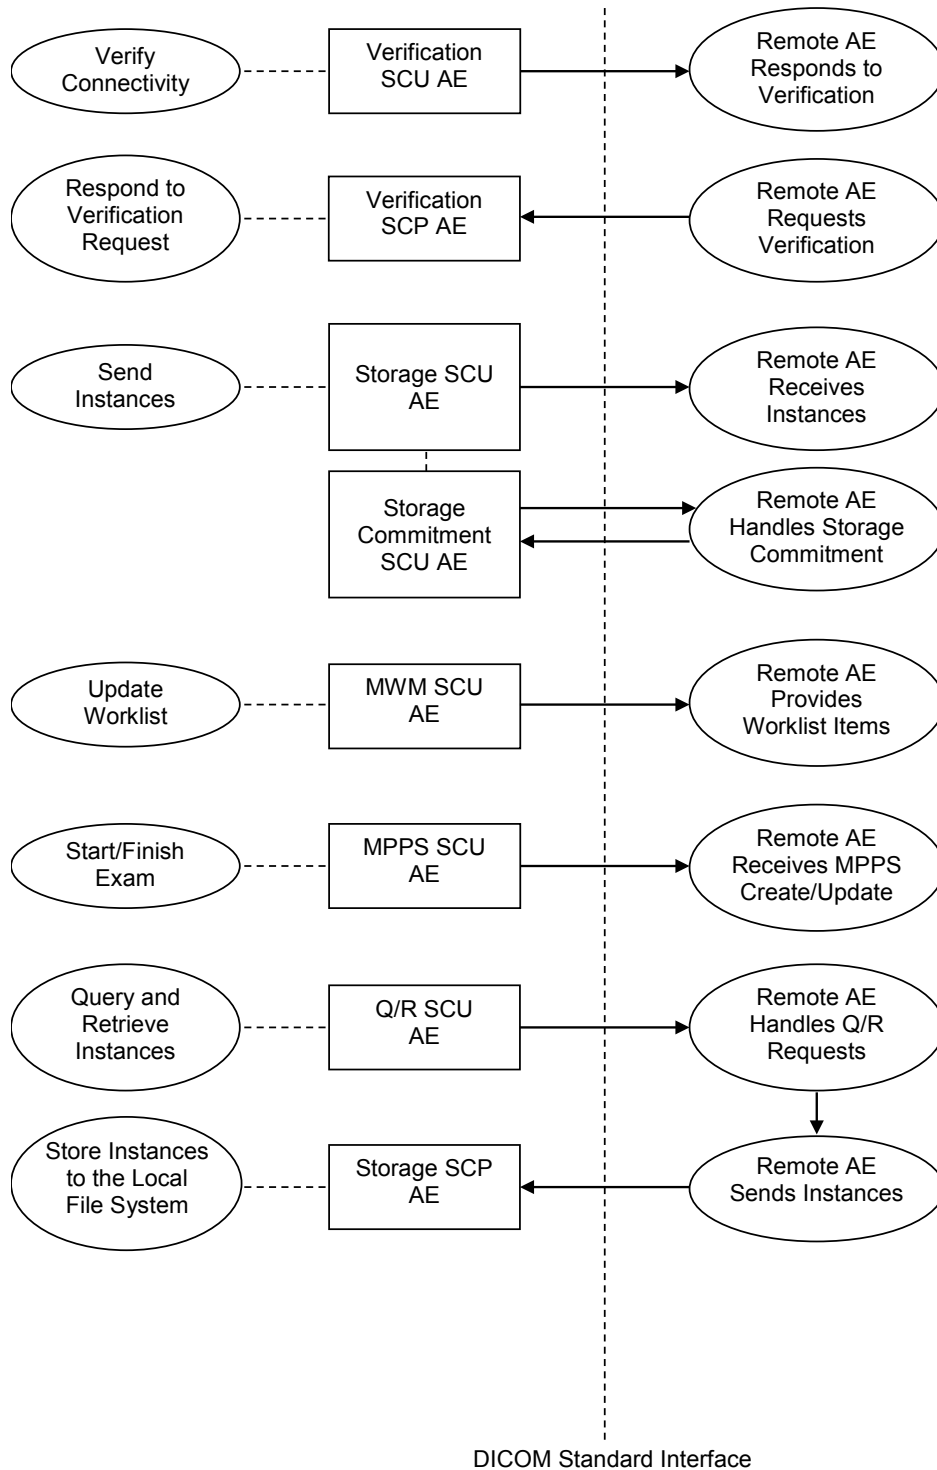 Verify
Connectivity
Verification
SCU AE
Remote AE
Responds to
Verification
Respond to
Verification
Request
Verification
SCP AE
Remote AE
Requests
Verification
Send
Instances
Storage SCU
AE
Remote AE
Receives
Instances
Storage
Commitment
SCU AE
Remote AE
Handles Storage
Commitment
Update
Worklist
MWM SCU
AE
Remote AE
Provides
Worklist Items
Start/Finish
Exam
MPPS SCU
AE
Remote AE
Receives MPPS
Create/Update
Query and
Retrieve
Instances
Q/R SCU
AE
Remote AE
Handles Q/R
Requests
Store Instances
to the Local
File System
Storage SCP
AE
Remote AE
Sends Instances
DICOM Standard Interface